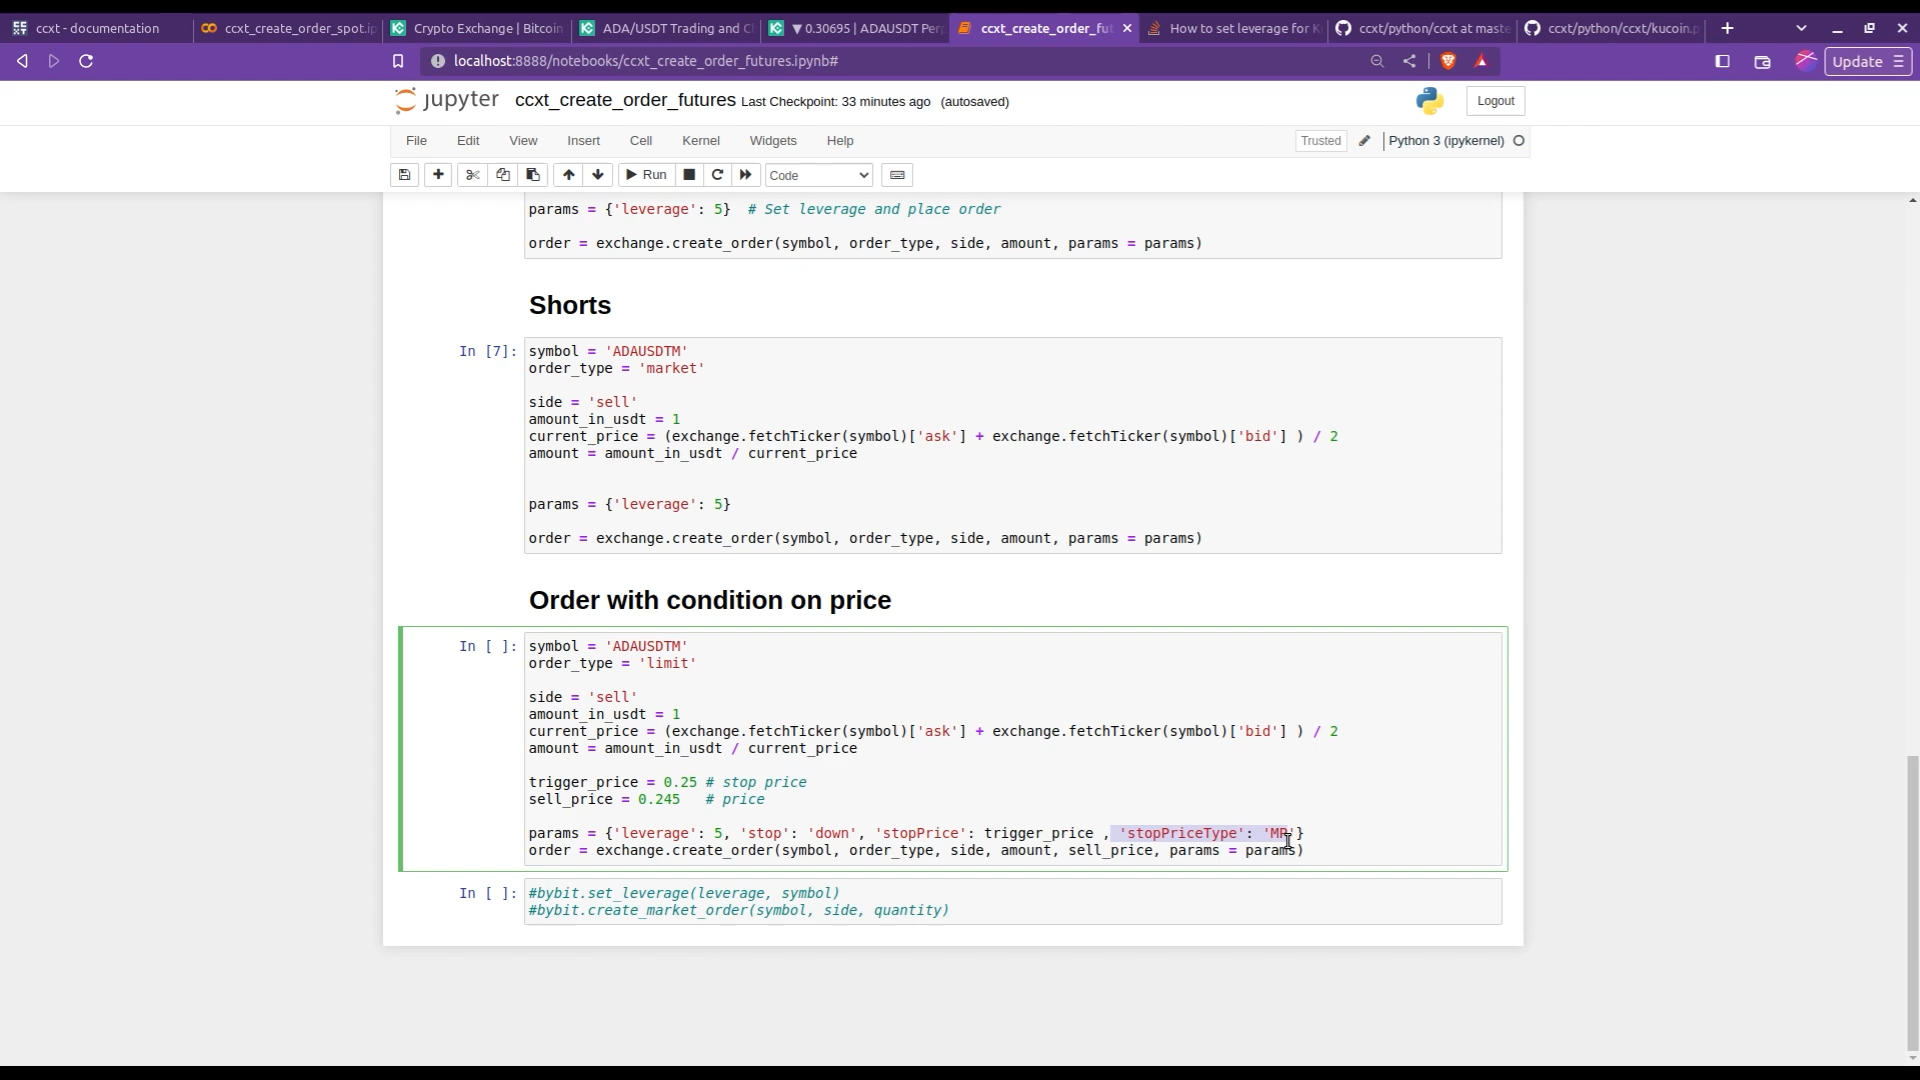 ccxt - documentation
ccxt_create_order_spot.ip
Crypto Exchange | Bitcoin
ADA/USDT Trading and C
▼ 0.30695 | ADAUSDT Per
ccxt_create_order_fut
How to set leverage for K
ccxt/python/ccxt at maste
ccxt/python/ccxt/kucoin.p
localhost:8888/notebooks/ccxt_create_order_futures.ipynb#
Update
jupyter ccxt_create_order_futures Last Checkpoint: 33 minutes ago (autosaved)
Logout
File Edit View Insert Cell Kernel Widgets Help
Trusted
Python 3 (ipykernel)
Run
Code
params = {'leverage': 5}  # Set leverage and place order
order = exchange.create_order(symbol, order_type, side, amount, params = params)
Shorts
In [7]: symbol = 'ADAUSDTM'
order_type = 'market'
side = 'sell'
amount_in_usdt = 1
current_price = (exchange.fetchTicker(symbol)['ask'] + exchange.fetchTicker(symbol)['bid'] ) / 2
amount = amount_in_usdt / current_price
params = {'leverage': 5}
order = exchange.create_order(symbol, order_type, side, amount, params = params)
Order with condition on price
In [ ]: symbol = 'ADAUSDTM'
order_type = 'limit'
side = 'sell'
amount_in_usdt = 1
current_price = (exchange.fetchTicker(symbol)['ask'] + exchange.fetchTicker(symbol)['bid'] ) / 2
amount = amount_in_usdt / current_price
trigger_price = 0.25 # stop price
sell_price = 0.245   # price
params = {'leverage': 5, 'stop': 'down', 'stopPrice': trigger_price , 'stopPriceType': 'MP'}
order = exchange.create_order(symbol, order_type, side, amount, sell_price, params = params)
In [ ]: #bybit.set_leverage(leverage, symbol)
#bybit.create_market_order(symbol, side, quantity)